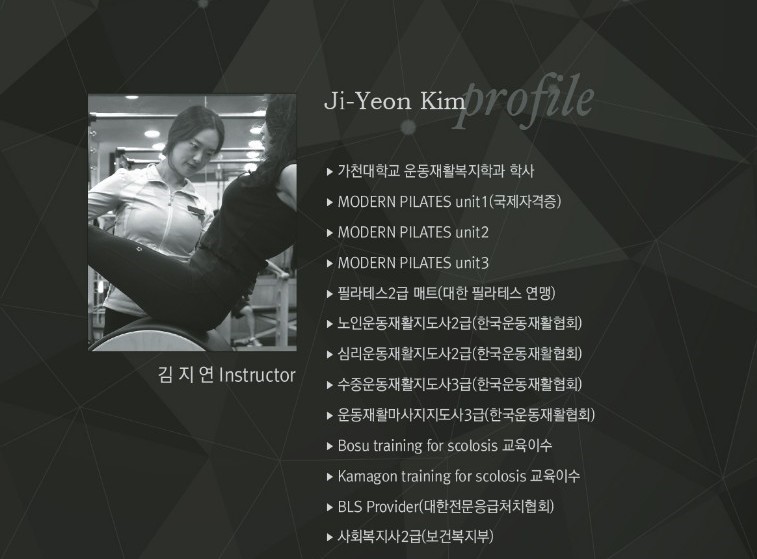 Ji-Yeon Kim profile
▶ 가천대학교 운동재활복지학과 학사
▶ MODERN PILATES unit1(국제자격증)
▶ MODERN PILATES unit2
▶ MODERN PILATES unit3
▶ 필라테스2급 매트(대한 필라테스 연맹)
▶ 노인운동재활지도사2급(한국운동재활협회)
▶ 심리운동재활지도사2급(한국운동재활협회)
▶ 수중운동재활지도사3급(한국운동재활협회)
▶ 운동재활마사지지도사3급(한국운동재활협회)
▶ Bosu training for scolosis 교육이수
▶ Kamagon training for scolosis 교육이수
▶ BLS Provider(대한전문응급처치협회)
▶ 사회복지사2급(보건복지부)
김 지 연 Instructor